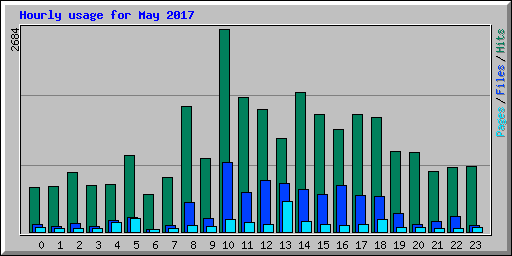 Hourly usage for May 2017
2684
Pages / Files / Hits
0 1 2 3 4 5 6 7 8 9 10 11 12 13 14 15 16 17 18 19 20 21 22 23